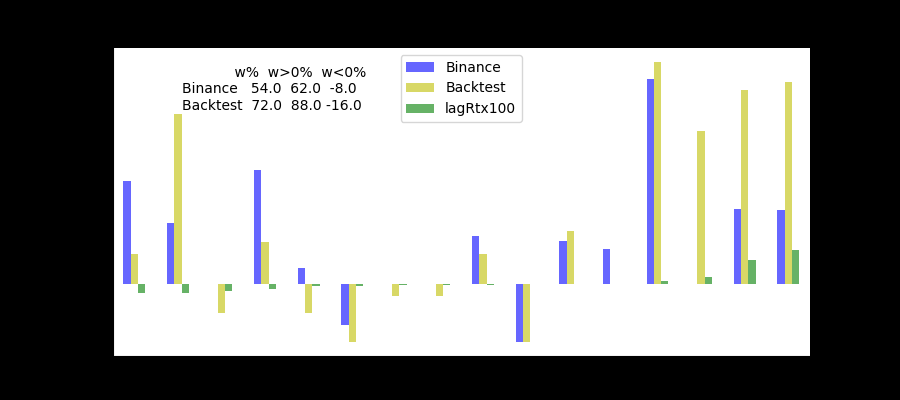 w% w>0% w<0%
Binance 54.0 62.0 -8.0
Backtest 72.0 88.0 -16.0
Binance
Backtest
lagRtx100